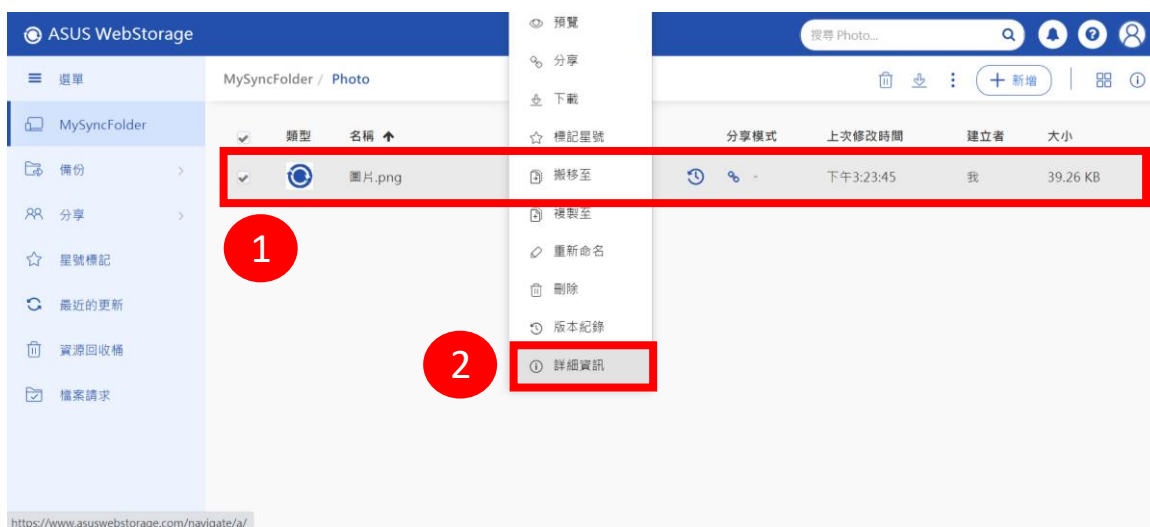 ASUS WebStorage
搜尋 Photo...
選單
MySyncFolder / Photo
新增
MySyncFolder
備份
分享
星號標記
最近的更新
資源回收桶
檔案請求
類型 名稱 分享模式 上次修改時間 建立者 大小
圖片.png - 下午3:23:45 我 39.26 KB
1
預覽
分享
下載
標記星號
搬移至
複製至
重新命名
刪除
版本紀錄
2
詳細資訊
https://www.asuswebstorage.com/navigate/a/